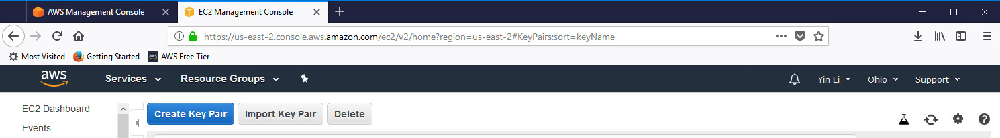 AWS Management Console EC2 Management Console
https://us-east-2.console.aws.amazon.com/ec2/v2/home?region=us-east-2#KeyPairs:sort=keyName
Most Visited Getting Started aws AWS Free Tier
aws Services Resource Groups Yin Li Ohio Support
EC2 Dashboard Create Key Pair Import Key Pair Delete
Events